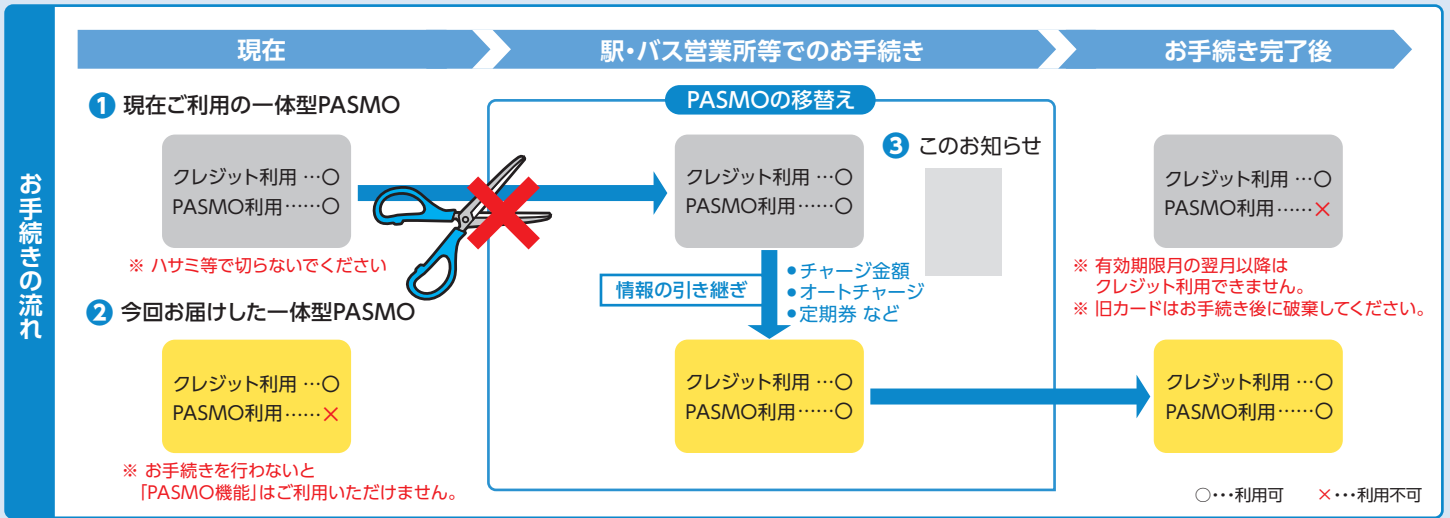 お手続きの流れ
現在
駅・バス営業所等でのお手続き
お手続き完了後
❶ 現在ご利用の一体型PASMO
クレジット利用 …○
PASMO利用……○
※ ハサミ等で切らないでください
❷ 今回お届けした一体型PASMO
クレジット利用 …○
PASMO利用……×
※ お手続きを行わないと
「PASMO機能」はご利用いただけません。
PASMOの移替え
クレジット利用 …○
PASMO利用……○
❸ このお知らせ
情報の引き継ぎ
●チャージ金額
●オートチャージ
●定期券 など
クレジット利用 …○
PASMO利用……○
クレジット利用 …○
PASMO利用……×
※ 有効期限月の翌月以降は
クレジット利用できません。
※ 旧カードはお手続き後に破棄してください。
クレジット利用 …○
PASMO利用……○
○…利用可 ×…利用不可